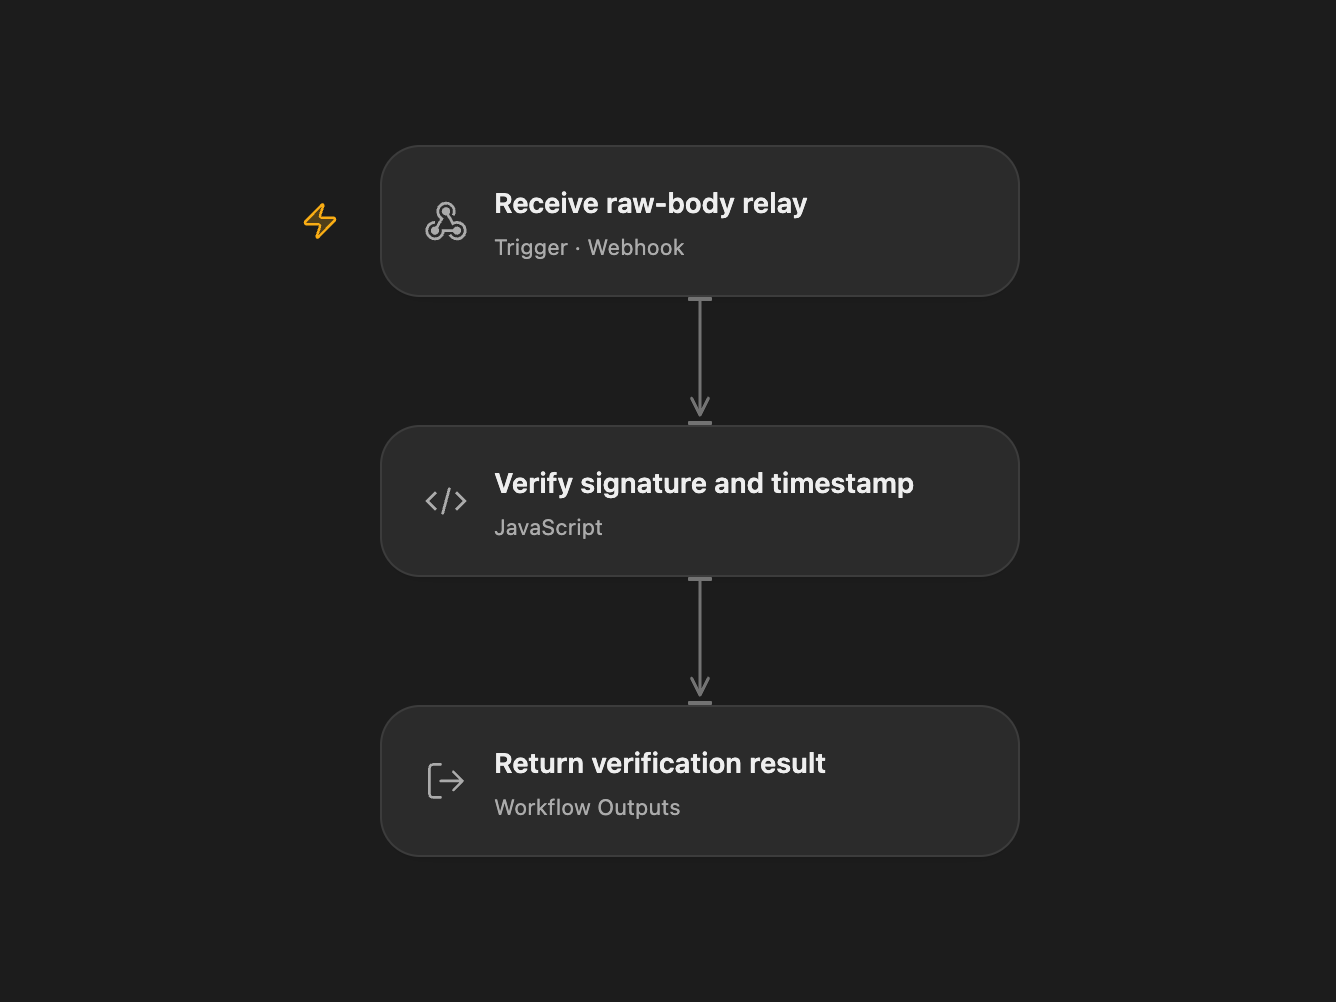 Receive raw-body relay
Trigger · Webhook
Verify signature and timestamp
JavaScript
Return verification result
Workflow Outputs